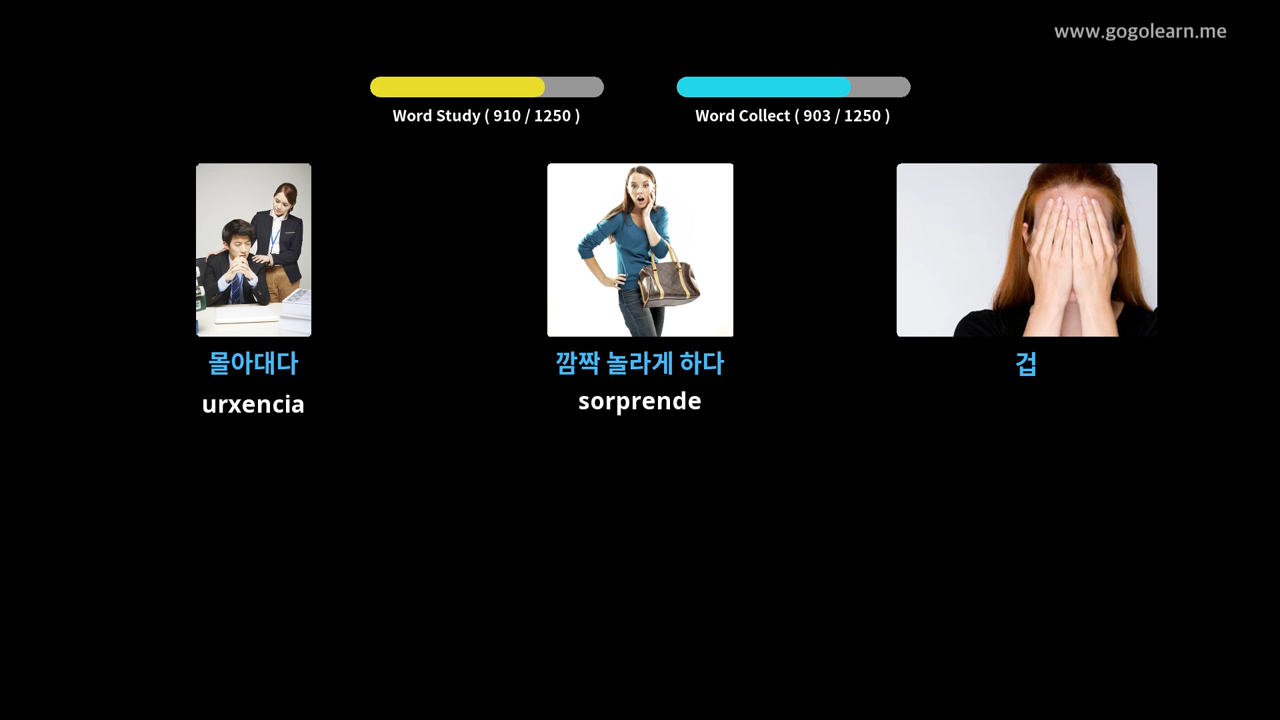 www.gogolearn.me
Word Study ( 910 / 1250 )
Word Collect ( 903 / 1250 )
몰아대다
urxencia
깜짝 놀라게 하다
sorprende
겁